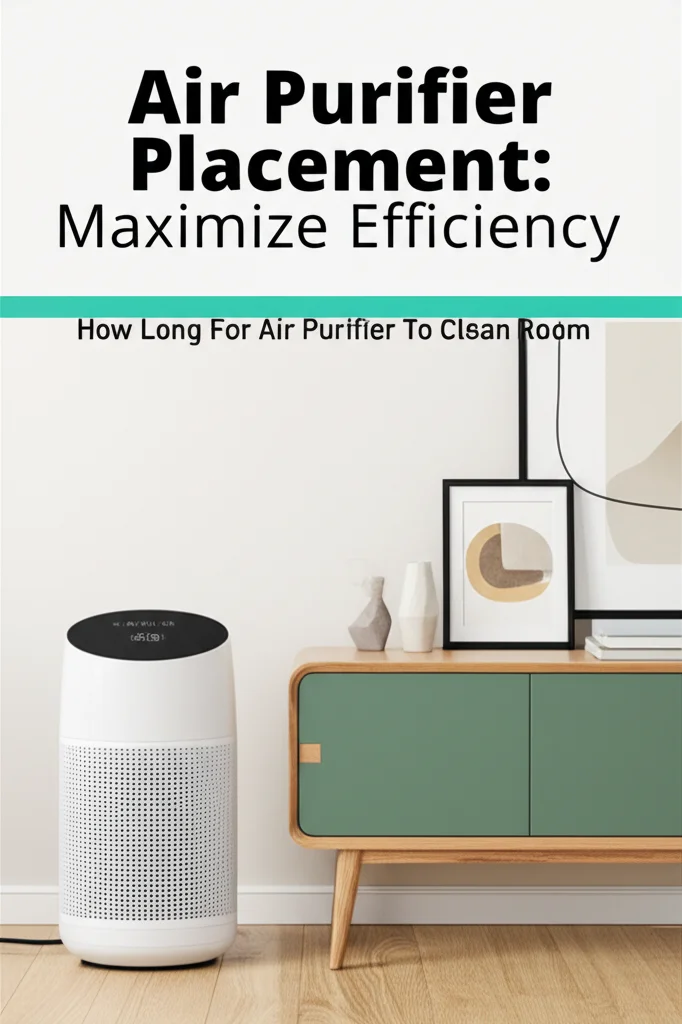 Air Purifier
Placement:
Maximize Efficiency
How Long For Air Purifier To Clsan Room